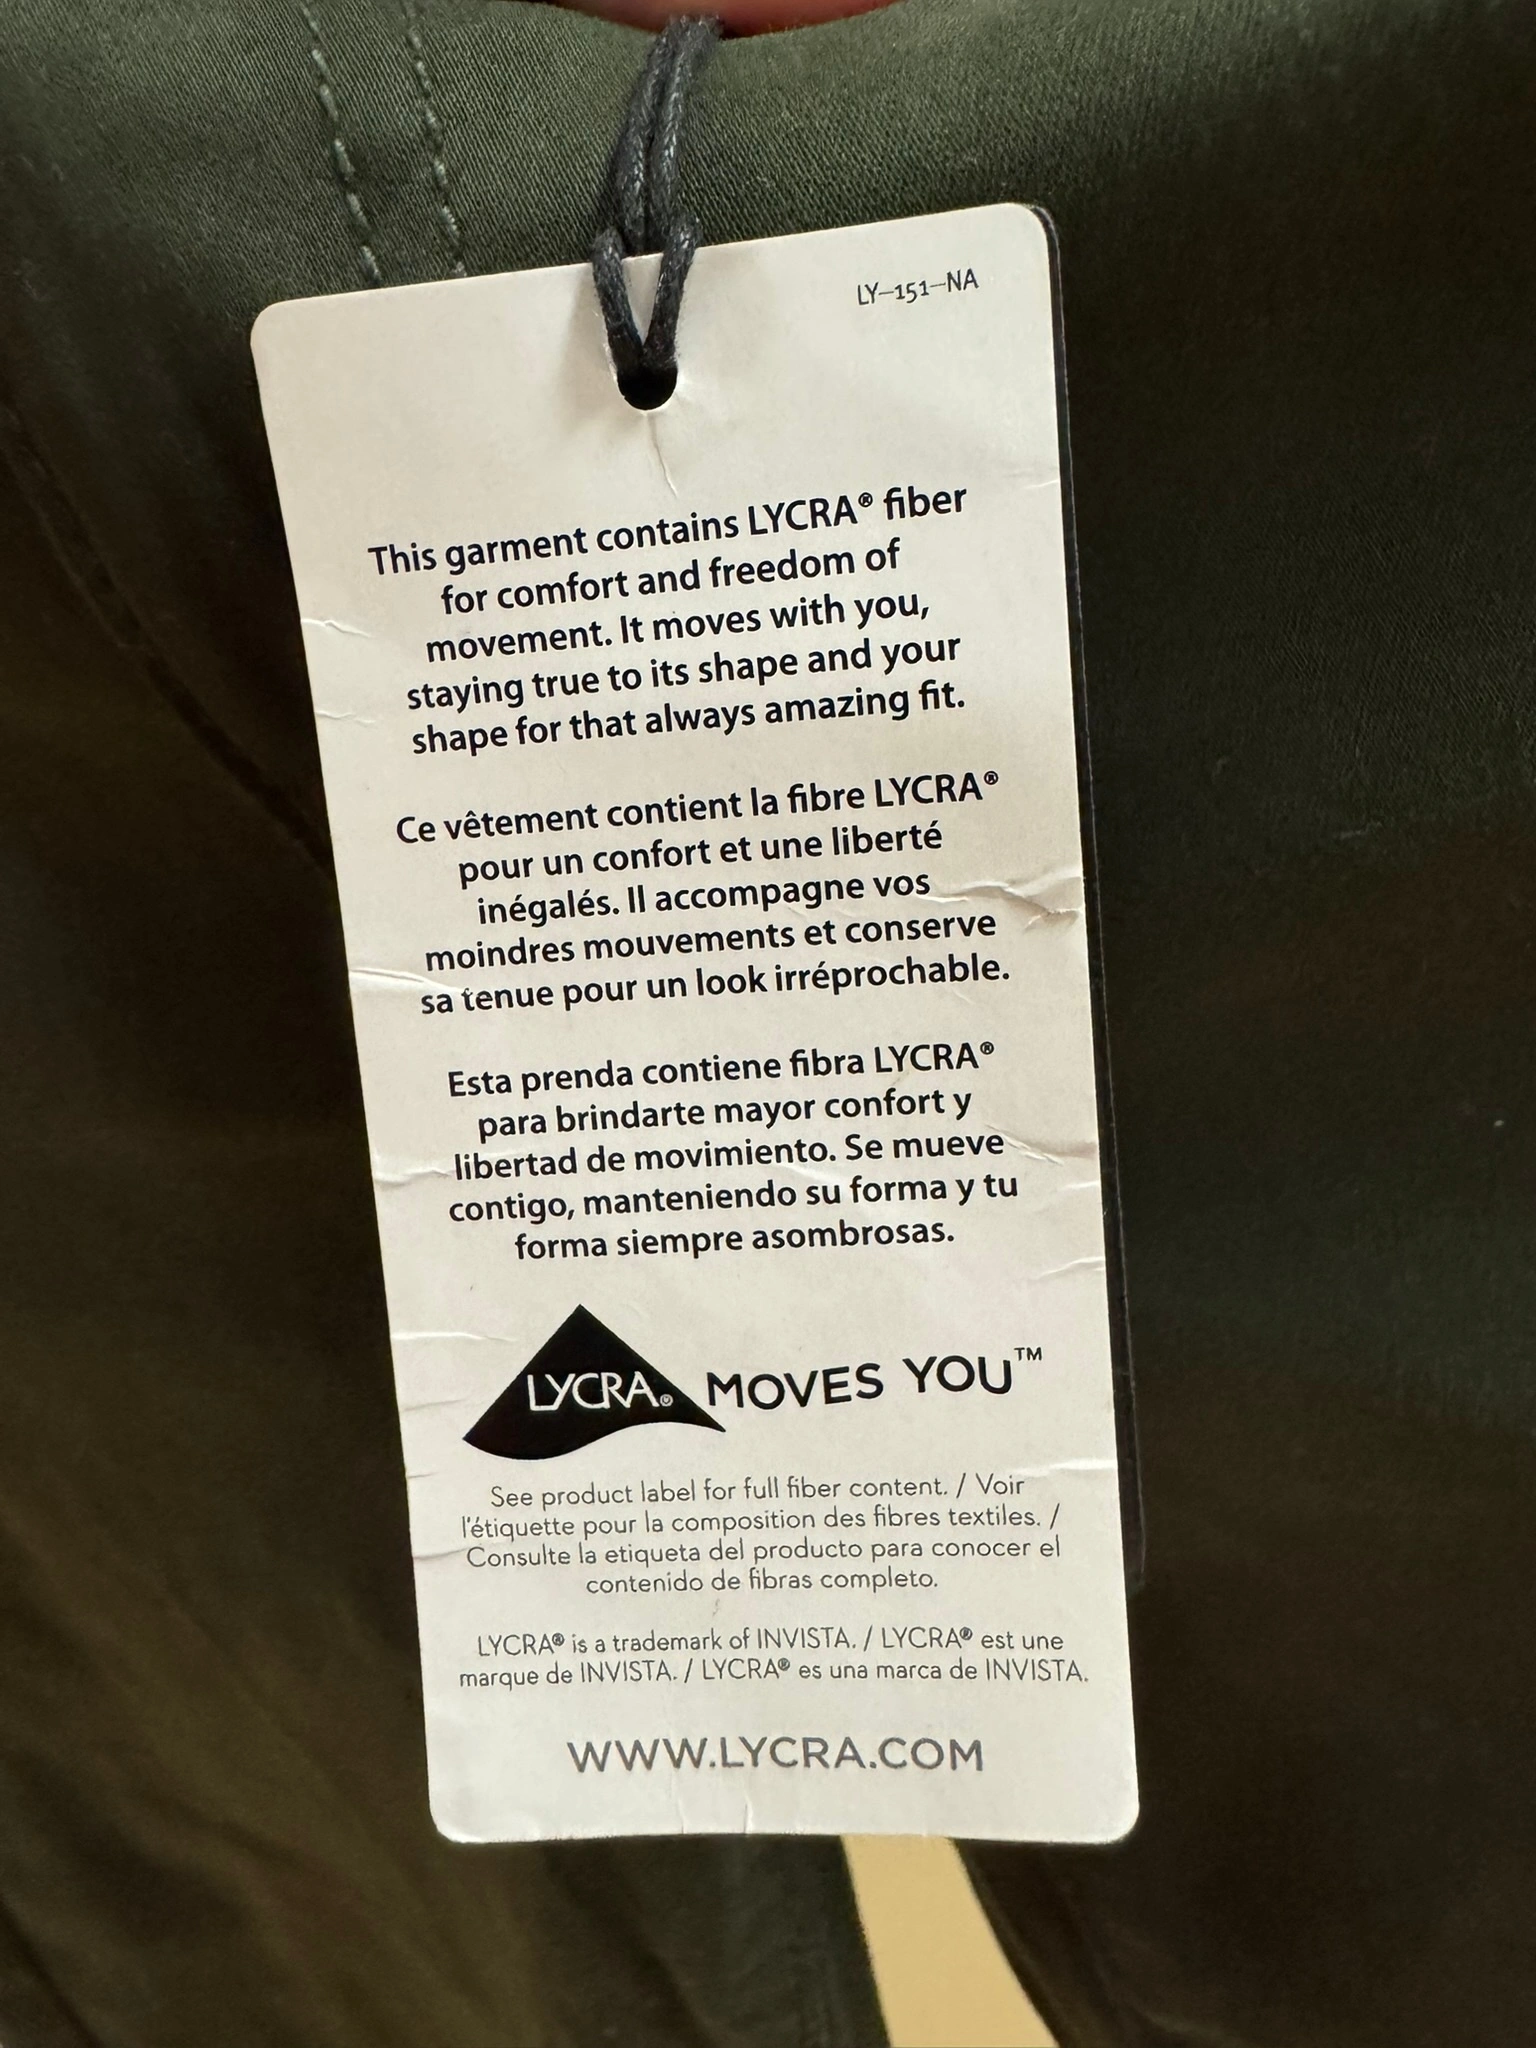 LY-151-NA
This garment contains LYCRA® fiber
for comfort and freedom of
movement. It moves with you,
staying true to its shape and your
shape for that always amazing fit.
Ce vêtement contient la fibre LYCRA®
pour un confort et une liberté
inégalés. Il accompagne vos
moindres mouvements et conserve
sa tenue pour un look irréprochable.
Esta prenda contiene fibra LYCRA®
para brindarte mayor confort y
libertad de movimiento. Se mueve
contigo, manteniendo su forma y tu
forma siempre asombrosas.
LYCRA® MOVES YOU™
See product label for full fiber content. / Voir
l'étiquette pour la composition des fibres textiles. /
Consulte la etiqueta del producto para conocer el
contenido de fibras completo.
LYCRA® is a trademark of INVISTA. / LYCRA® est une
marque de INVISTA. / LYCRA® es una marca de INVISTA.
WWW.LYCRA.COM